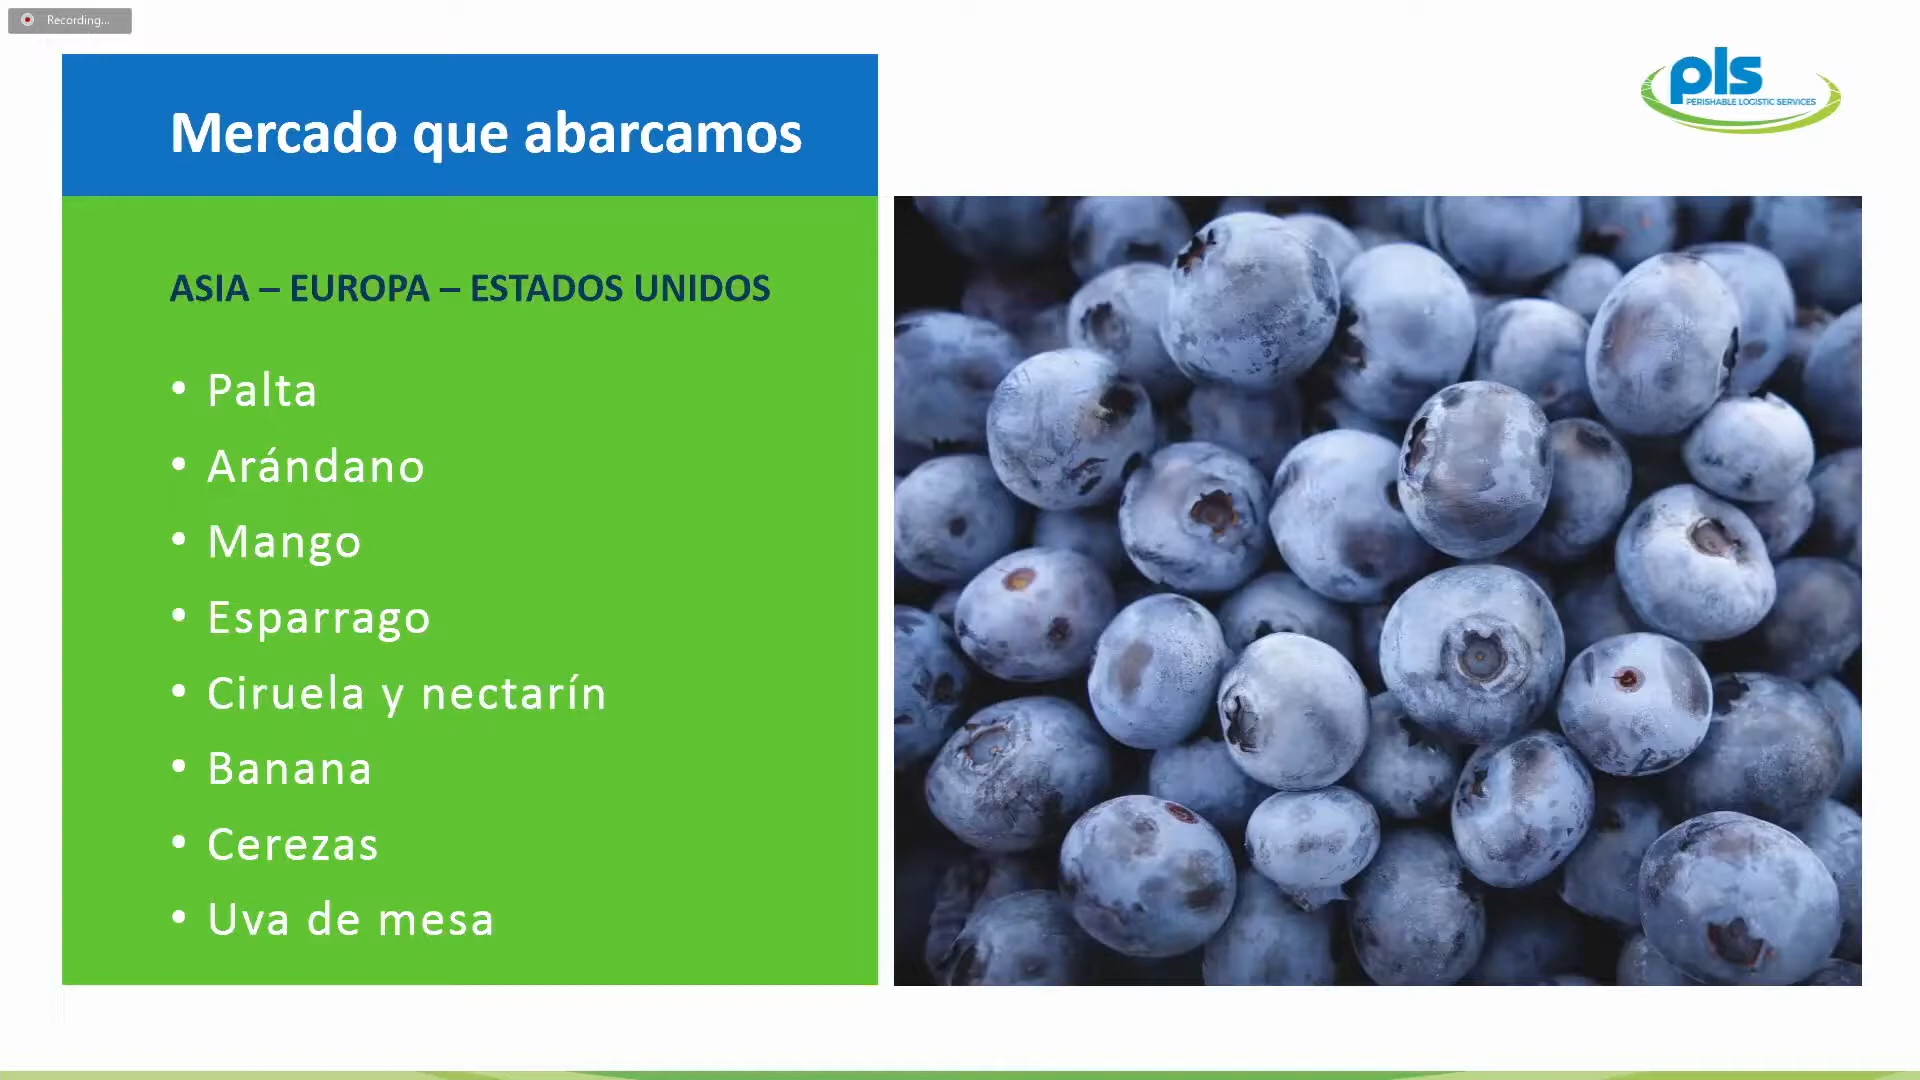 Recording...
Mercado que abarcamos
pls
PERISHABLE LOGISTIC SERVICES
ASIA – EUROPA – ESTADOS UNIDOS
• Palta
• Arándano
• Mango
• Esparrago
• Ciruela y nectarín
• Banana
• Cerezas
• Uva de mesa